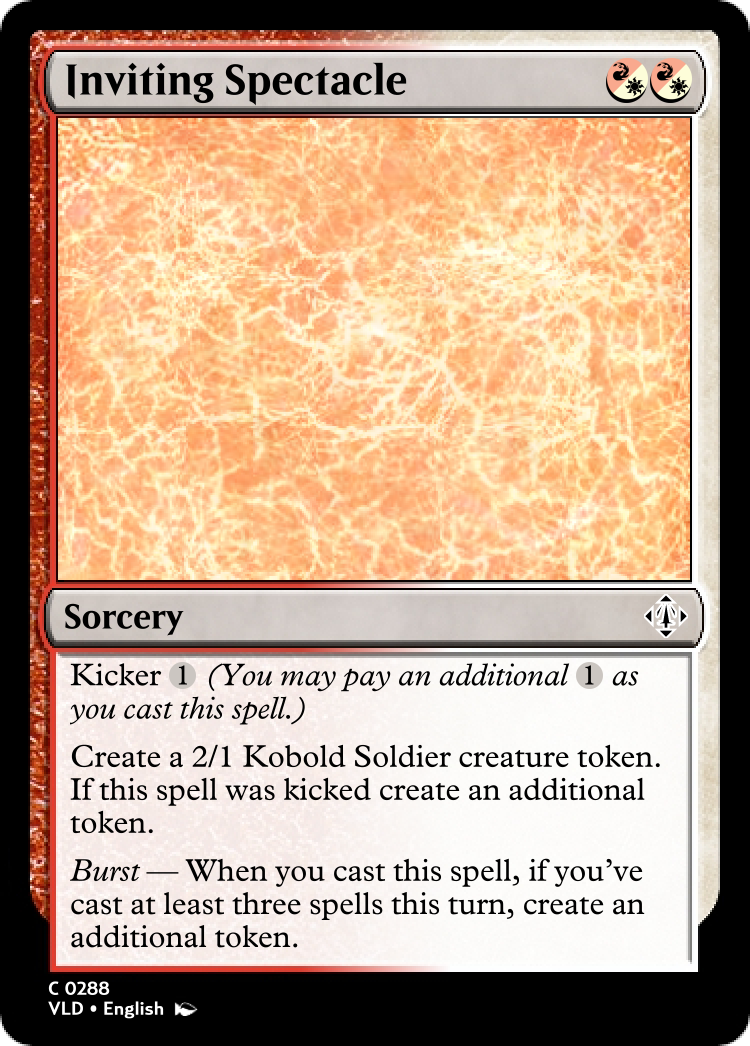 Inviting Spectacle
Sorcery
Kicker 1 (You may pay an additional 1 as
you cast this spell.)
Create a 2/1 Kobold Soldier creature token.
If this spell was kicked create an additional
token.
Burst — When you cast this spell, if you've
cast at least three spells this turn, create an
additional token.
C 0288
VLD • English